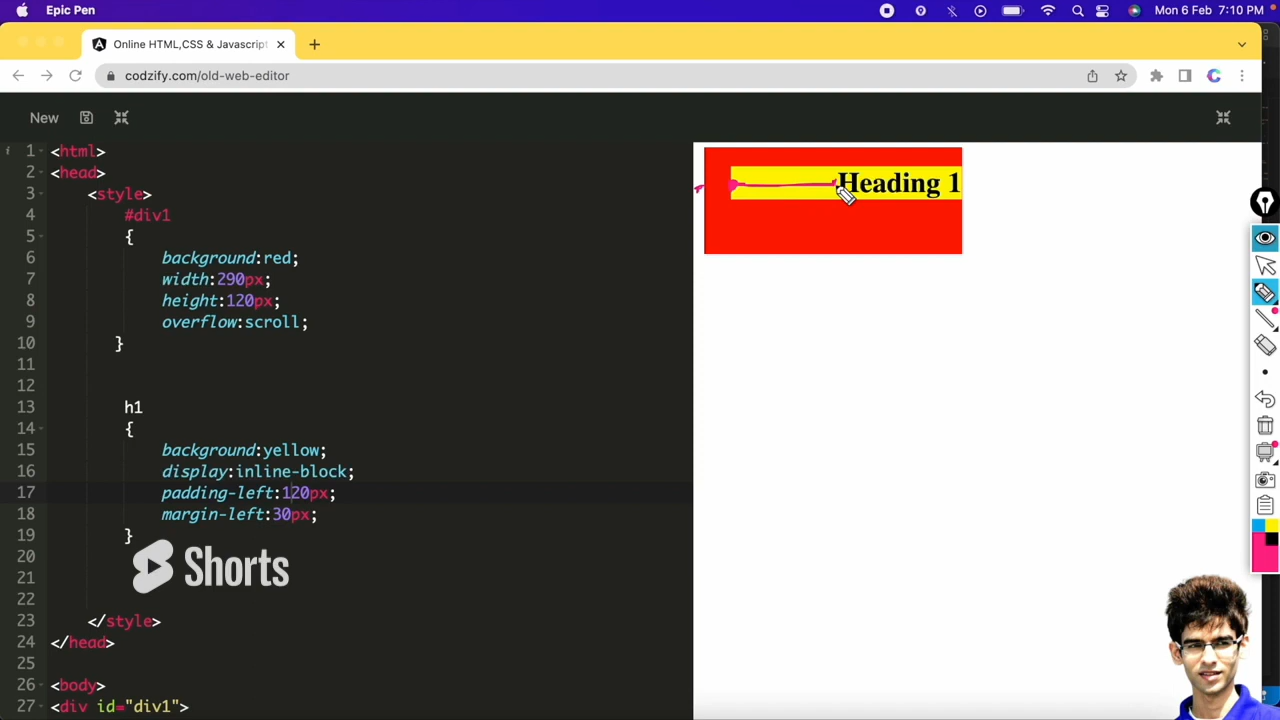 Epic Pen
Mon 6 Feb 7:10 PM
Online HTML,CSS & Javascript
codzify.com/old-web-editor
New
1 <html>
2 <head>
3 <style>
4 #div1
5 {
6 background:red;
7 width:290px;
8 height:120px;
9 overflow:scroll;
10 }
11
12
13 h1
14 {
15 background:yellow;
16 display:inline-block;
17 padding-left:120px;
18 margin-left:30px;
19 }
20
21
22
23 </style>
24 </head>
25
26 <body>
27 <div id="div1">
Shorts
Heading 1